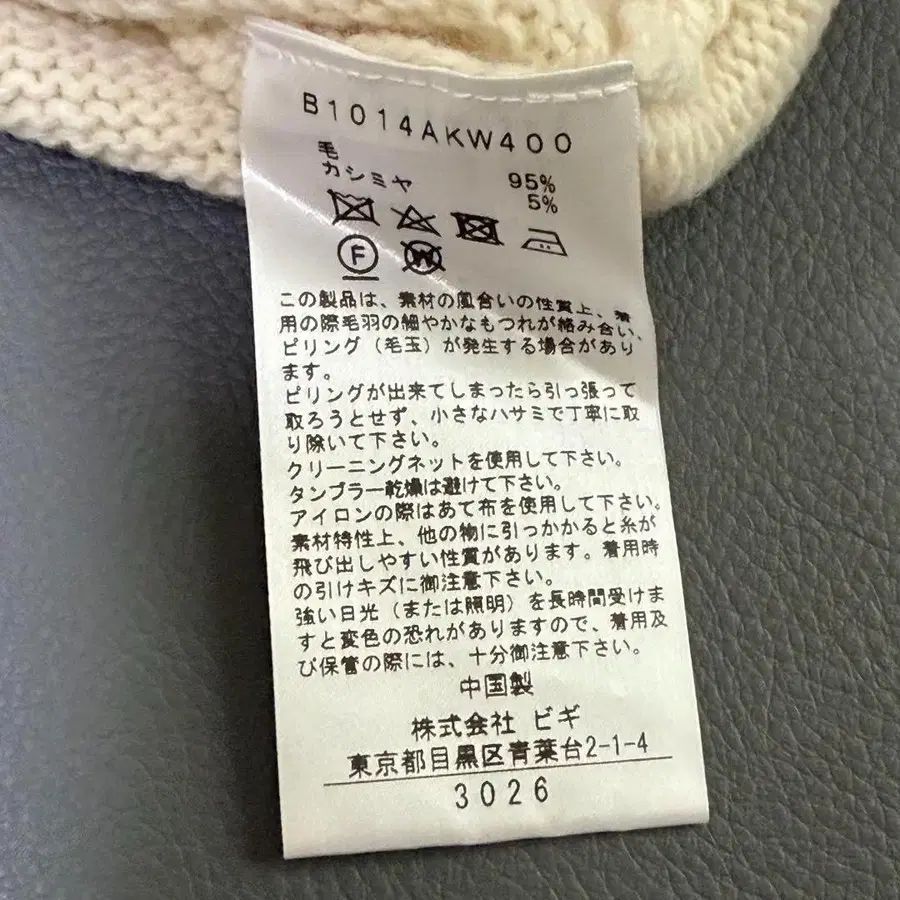 B1014AKW400
毛 95%
カシミヤ 5%
F W
この製品は、素材の風合いの性質上、着
用の際毛羽の細やかなもつれが絡み合い、
ピリング（毛玉）が発生する場合があり
ます。
ピリングが出来てしまったら引っ張って
取ろうとせず、小さなハサミで丁寧に取
り除いて下さい。
クリーニングネットを使用して下さい。
タンブラー乾燥は避けて下さい。
アイロンの際はあて布を使用して下さい。
素材特性上、他の物に引っかかると糸が
飛び出しやすい性質があります。着用時
の引けキズに御注意下さい。
強い日光（または照明）を長時間受けま
すと変色の恐れがありますので、着用及
び保管の際には、十分御注意下さい。
中国製
株式会社 ビギ
東京都目黒区青葉台2-1-4
3026